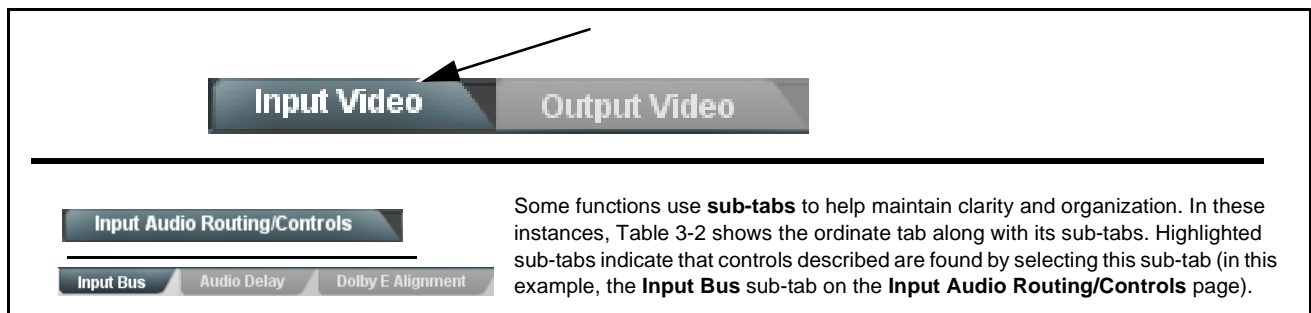 Input Video
Output Video
Input Audio Routing/Controls
Input Bus
Audio Delay
Dolby E Alignment
Some functions use sub-tabs to help maintain clarity and organization. In these
instances, Table 3-2 shows the ordinate tab along with its sub-tabs. Highlighted
sub-tabs indicate that controls described are found by selecting this sub-tab (in this
example, the Input Bus sub-tab on the Input Audio Routing/Controls page).